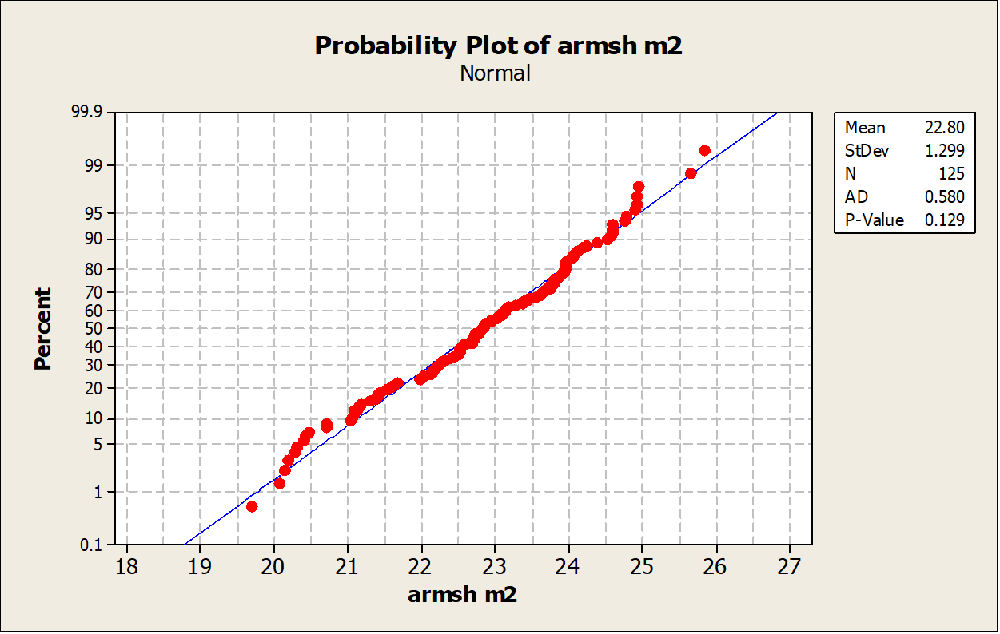 Probability Plot of armsh m2
Normal
99.9
99
95
90
80
70
60
50
40
30
20
10
5
1
0.1
Percent
18 19 20 21 22 23 24 25 26 27
armsh m2
Mean 22.80
StDev 1.299
N 125
AD 0.580
P-Value 0.129